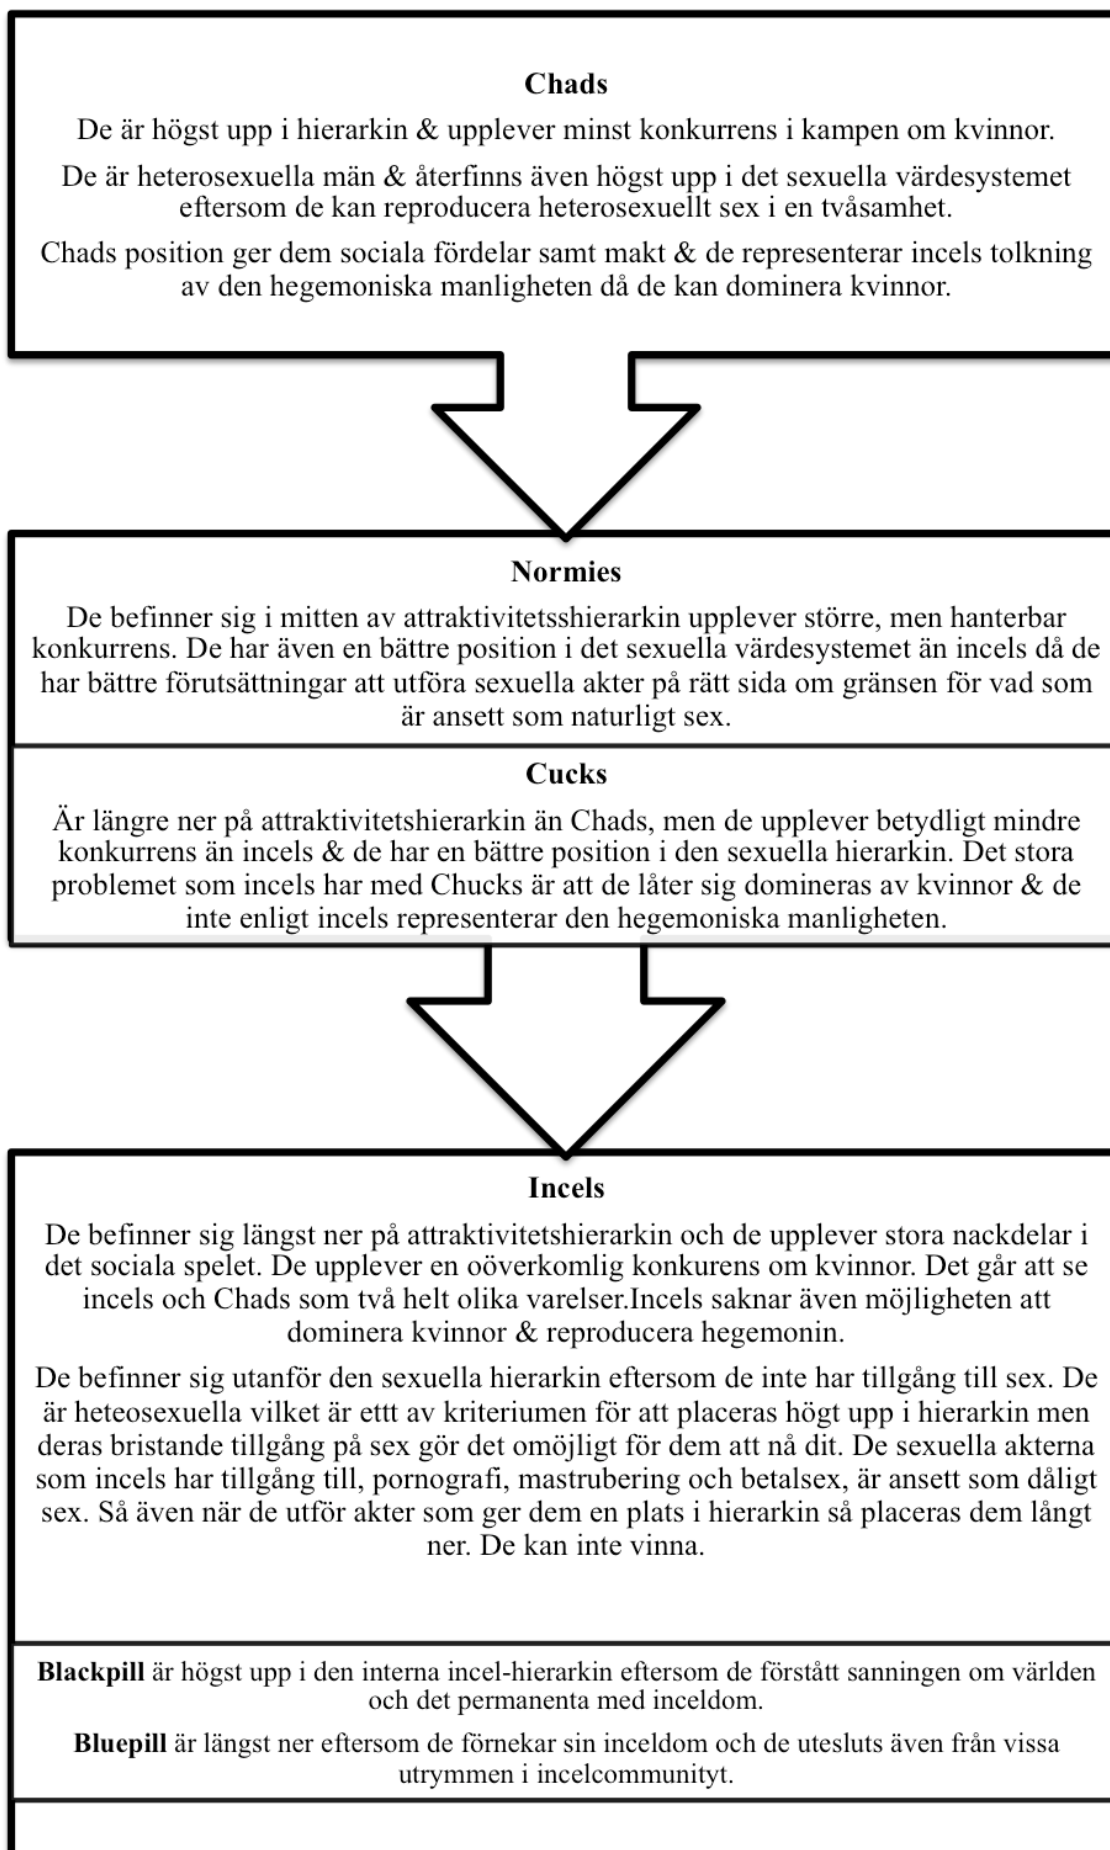 Chads
De är högst upp i hierarkin & upplever minst konkurrens i kampen om kvinnor.
De är heterosexuella män & återfinns även högst upp i det sexuella värdesystemet
eftersom de kan reproducera heterosexuellt sex i en tvåsamhet.
Chads position ger dem sociala fördelar samt makt & de representerar incels tolkning
av den hegemoniska manligheten då de kan dominera kvinnor.
Normies
De befinner sig i mitten av attraktivitetsshierarkin upplever större, men hanterbar
konkurrens. De har även en bättre position i det sexuella värdesystemet än incels då de
har bättre förutsättningar att utföra sexuella akter på rätt sida om gränsen för vad som
är ansett som naturligt sex.
Cucks
Är längre ner på attraktivitetshierarkin än Chads, men de upplever betydligt mindre
konkurrens än incels & de har en bättre position i den sexuella hierarkin. Det stora
problemet som incels har med Chucks är att de låter sig domineras av kvinnor & de
inte enligt incels representerar den hegemoniska manligheten.
Incels
De befinner sig längst ner på attraktivitetshierarkin och de upplever stora nackdelar i
det sociala spelet. De upplever en oöverkomlig konkurens om kvinnor. Det går att se
incels och Chads som två helt olika varelser.Incels saknar även möjligheten att
dominera kvinnor & reproducera hegemonin.
De befinner sig utanför den sexuella hierarkin eftersom de inte har tillgång till sex. De
är heteosexuella vilket är ettt av kriteriumen för att placeras högt upp i hierarkin men
deras bristande tillgång på sex gör det omöjligt för dem att nå dit. De sexuella akterna
som incels har tillgång till, pornografi, mastrubering och betalsex, är ansett som dåligt
sex. Så även när de utför akter som ger dem en plats i hierarkin så placeras dem långt
ner. De kan inte vinna.
Blackpill är högst upp i den interna incel-hierarkin eftersom de förstått sanningen om världen
och det permanenta med inceldom.
Bluepill är längst ner eftersom de förnekar sin inceldom och de utesluts även från vissa
utrymmen i incelcommunityt.